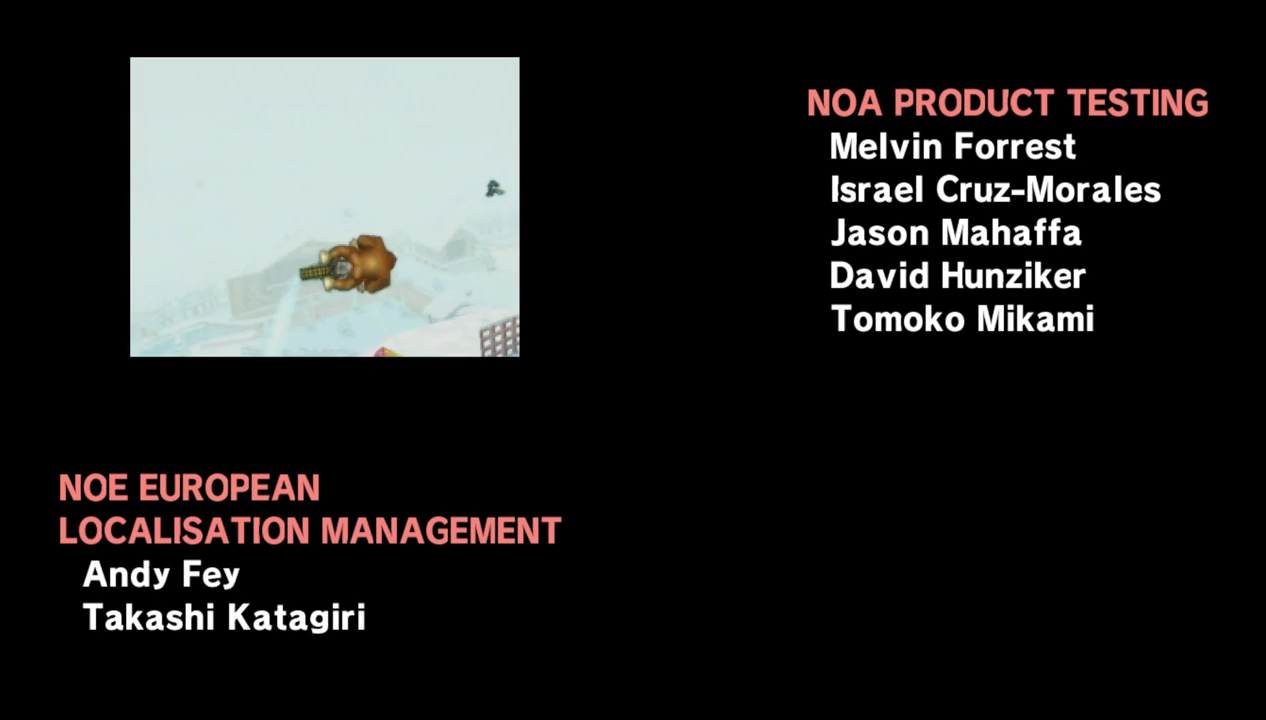 NOA PRODUCT TESTING
Melvin Forrest
Israel Cruz-Morales
Jason Mahaffa
David Hunziker
Tomoko Mikami
NOE EUROPEAN
LOCALISATION MANAGEMENT
Andy Fey
Takashi Katagiri